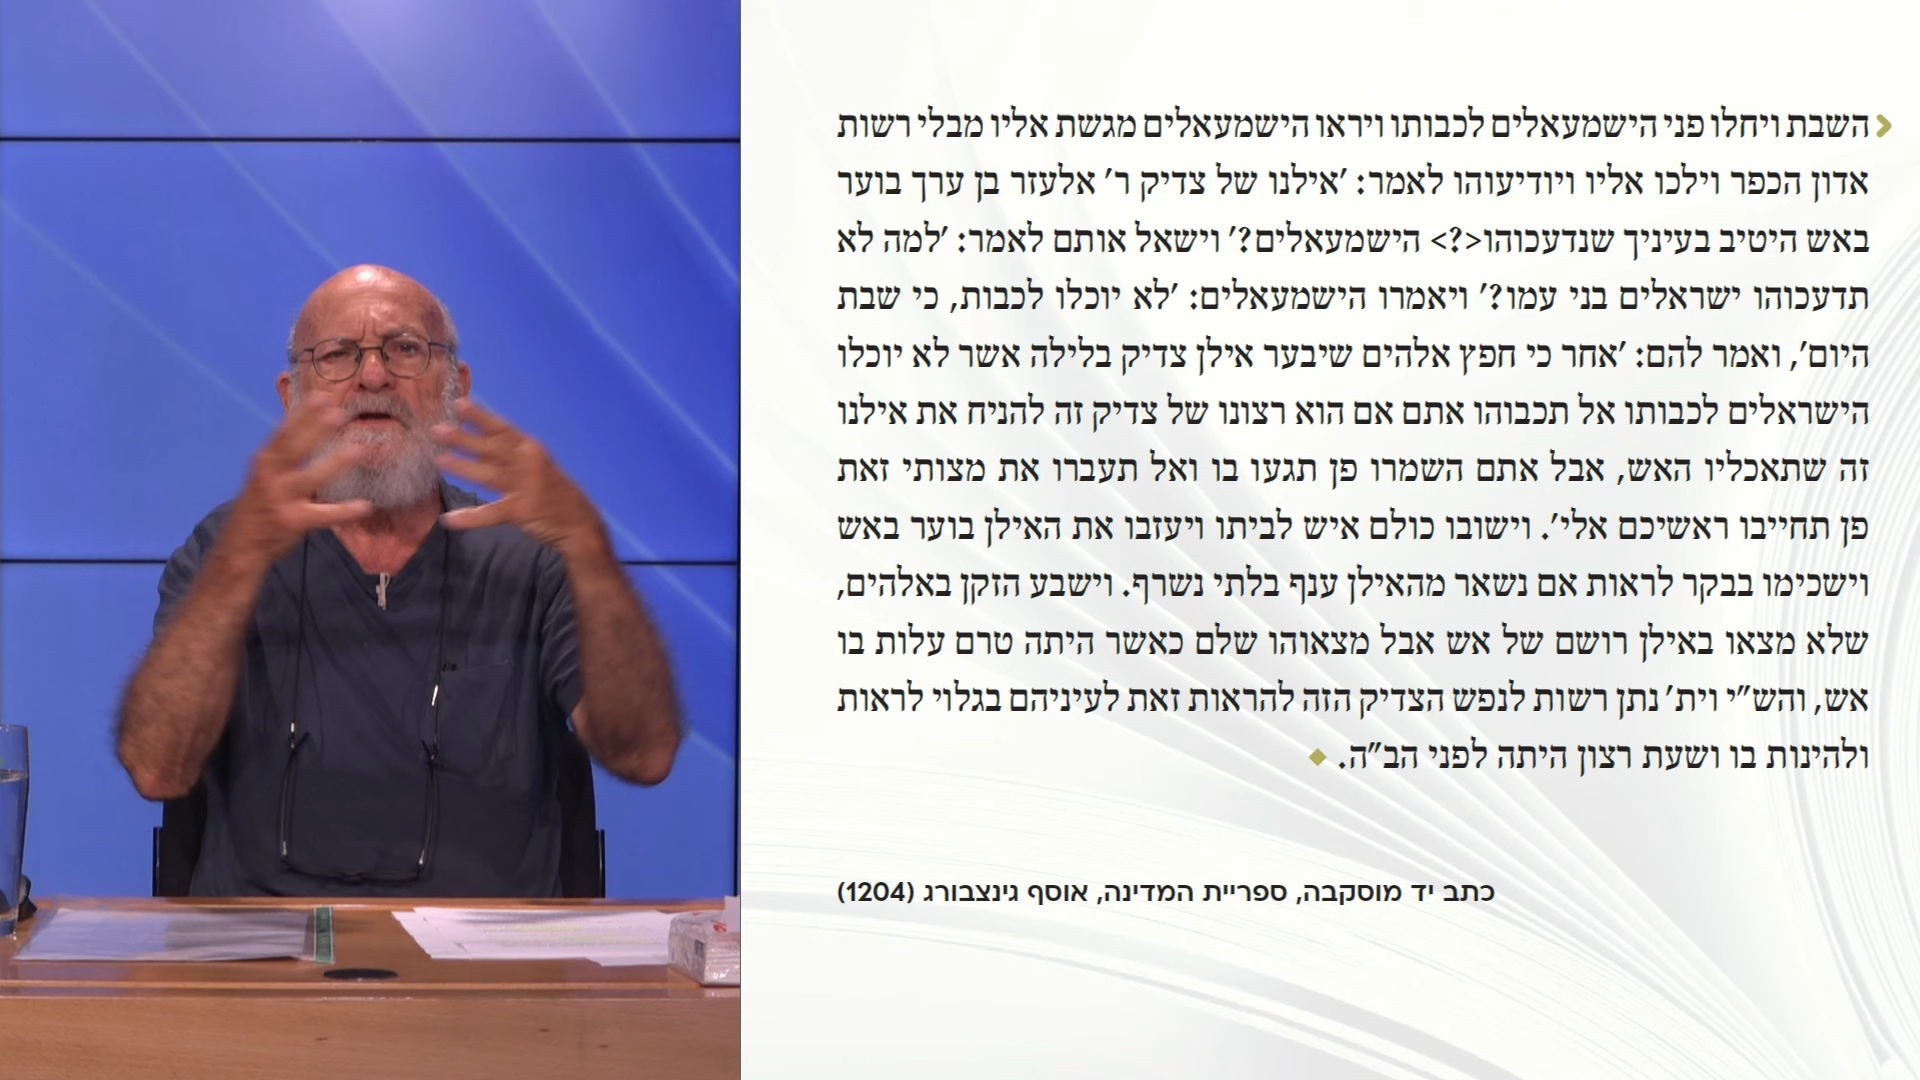 השבת ויחלו פני הישמעאלים לכבותו ויראו הישמעאלים מגשת אליו מבלי רשות
אדון הכפר וילכו אליו ויודיעוהו לאמר: 'אילנו של צדיק ר' אלעזר בן ערך בוער
באש היטיב בעיניך שנדעכוהו<?> הישמעאלים?' וישאל אותם לאמר: 'למה לא
תדעכוהו ישראלים בני עמו?' ויאמרו הישמעאלים: 'לא יוכלו לכבות, כי שבת
היום', ואמר להם: 'אחר כי חפץ אלהים שיבער אילן צדיק בלילה אשר לא יוכלו
הישראלים לכבותו אל תכבוהו אתם אם הוא רצונו של צדיק זה להניח את אילנו
זה שתאכליו האש, אבל אתם השמרו פן תגעו בו ואל תעברו את מצותי זאת
פן תחייבו ראשיכם אלי'. וישובו כולם איש לביתו ויעזבו את האילן בוער באש
וישכימו בבקר לראות אם נשאר מהאילן ענף בלתי נשרף. וישבע הזקן באלהים,
שלא מצאו באילן רושם של אש אבל מצאוהו שלם כאשר היתה טרם עלות בו
אש, והש"י וית' נתן רשות לנפש הצדיק הזה להראות זאת לעיניהם בגלוי לראות
ולהינות בו ושעת רצון היתה לפני הב"ה.
כתב יד מוסקבה, ספריית המדינה, אוסף גינצבורג (1204)